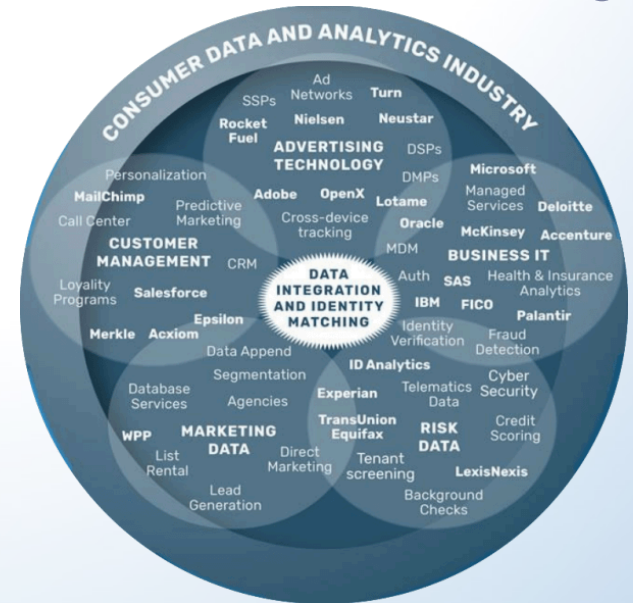 CONSUMER DATA AND ANALYTICS INDUSTRY
Ad
Networks
SSPs
Turn
Rocket
Fuel
Nielsen
Neustar
ADVERTISING
TECHNOLOGY
DSPs
DMPs
Adobe
OpenX
Lotame
Cross-device
tracking
Personalization
MailChimp
Call Center
Predictive
Marketing
CUSTOMER
MANAGEMENT
CRM
Loyality
Programs
Salesforce
Merkle
Acxiom
Epsilon
Microsoft
Managed
Services
Deloitte
Oracle
McKinsey
Accenture
MDM
BUSINESS IT
Auth
SAS
Health & Insurance
Analytics
IBM
FICO
Palantir
Identity
Verification
Fraud
Detection
DATA
INTEGRATION
AND IDENTITY
MATCHING
Data Append
Segmentation
Database
Services
Agencies
WPP
MARKETING
DATA
List
Rental
Direct
Marketing
Lead
Generation
ID Analytics
Experian
Telematics
Data
Cyber
Security
TransUnion
Equifax
RISK
DATA
Credit
Scoring
Tenant
screening
LexisNexis
Background
Checks